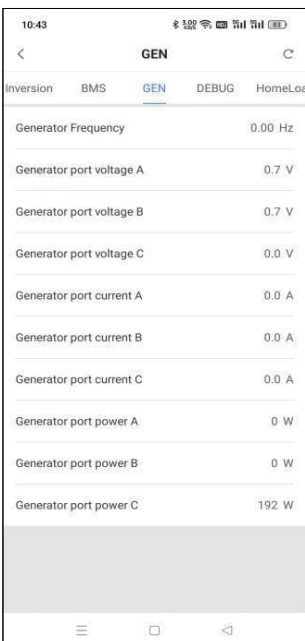 10:43
GEN
Inversion BMS GEN DEBUG HomeLoa
Generator Frequency 0.00 Hz
Generator port voltage A 0.7 V
Generator port voltage B 0.7 V
Generator port voltage C 0.0 V
Generator port current A 0.0 A
Generator port current B 0.0 A
Generator port current C 0.0 A
Generator port power A 0 W
Generator port power B 0 W
Generator port power C 192 W